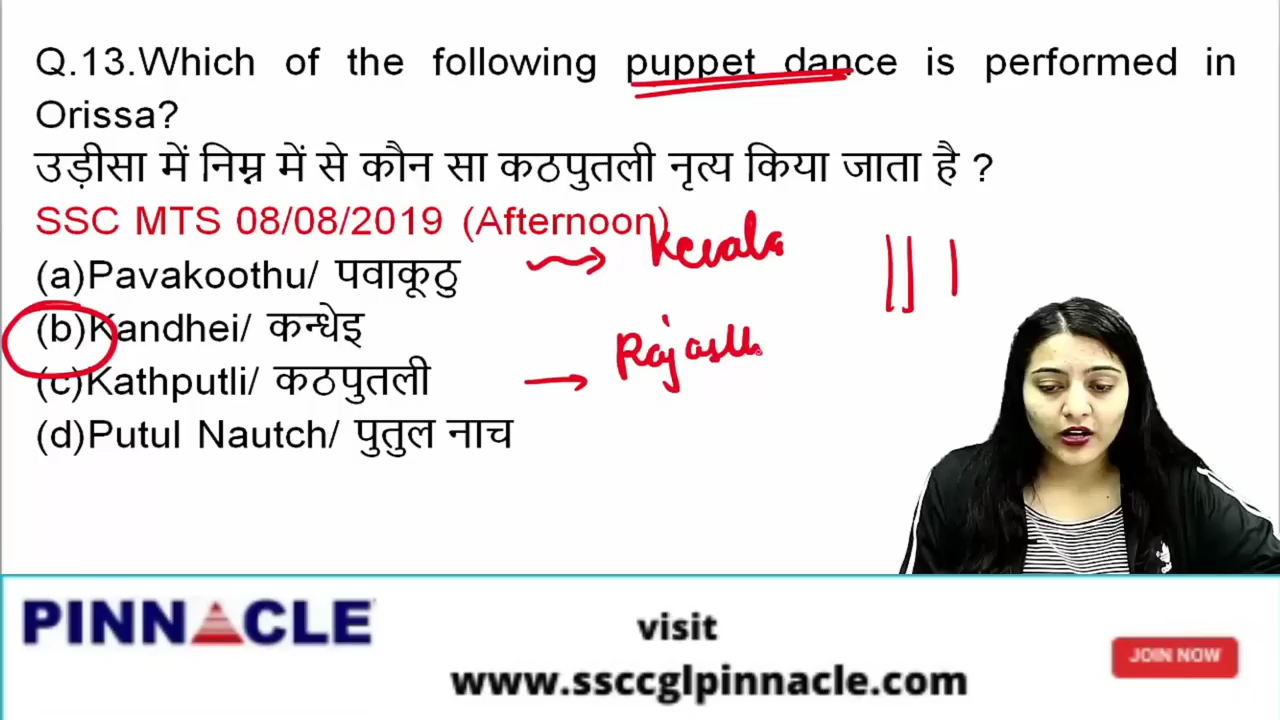 Q.13.Which of the following puppet dance is performed in
Orissa?
उड़ीसा में निम्न में से कौन सा कठपुतली नृत्य किया जाता है ?
SSC MTS 08/08/2019 (Afternoon)
(a)Pavakoothu/ पवाकूठु
Kerala
(b)Kandhei/ कन्धेइ
(c)Kathputli/ कठपुतली
(d)Putul Nautch/ पुतुल नाच
PINNACLE
visit
www.ssccglpinnacle.com
JOIN NOW